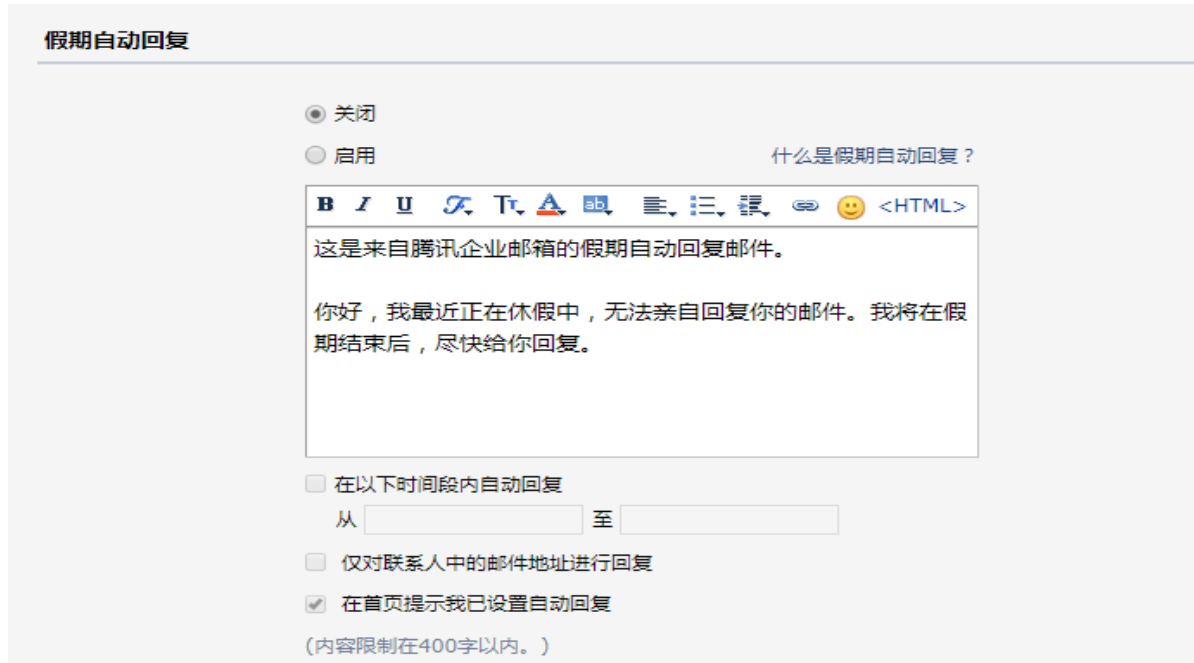 假期自动回复
关闭
启用
什么是假期自动回复？
B I U F Tт A ab <HTML>
这是来自腾讯企业邮箱的假期自动回复邮件。
你好，我最近正在休假中，无法亲自回复你的邮件。我将在假
期结束后，尽快给你回复。
在以下时间段内自动回复
从 至
仅对联系人中的邮件地址进行回复
在首页提示我已设置自动回复
(内容限制在400字以内。)